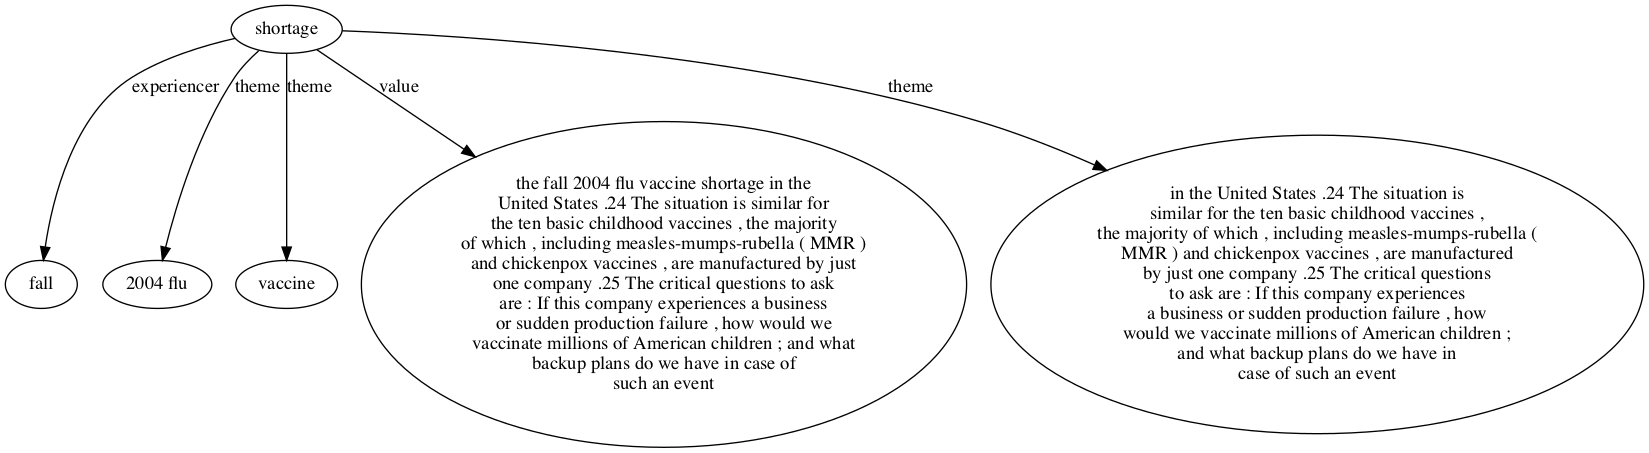 shortage
experiencer
theme
theme
value
theme
fall
2004 flu
vaccine
the fall 2004 flu vaccine shortage in the
United States .24 The situation is similar for
the ten basic childhood vaccines , the majority
of which , including measles-mumps-rubella ( MMR )
and chickenpox vaccines , are manufactured by just
one company .25 The critical questions to ask
are : If this company experiences a business
or sudden production failure , how would we
vaccinate millions of American children ; and what
backup plans do we have in case of
such an event
in the United States .24 The situation is
similar for the ten basic childhood vaccines ,
the majority of which , including measles-mumps-rubella (
MMR ) and chickenpox vaccines , are manufactured
by just one company .25 The critical questions
to ask are : If this company experiences
a business or sudden production failure , how
would we vaccinate millions of American children ;
and what backup plans do we have in
case of such an event